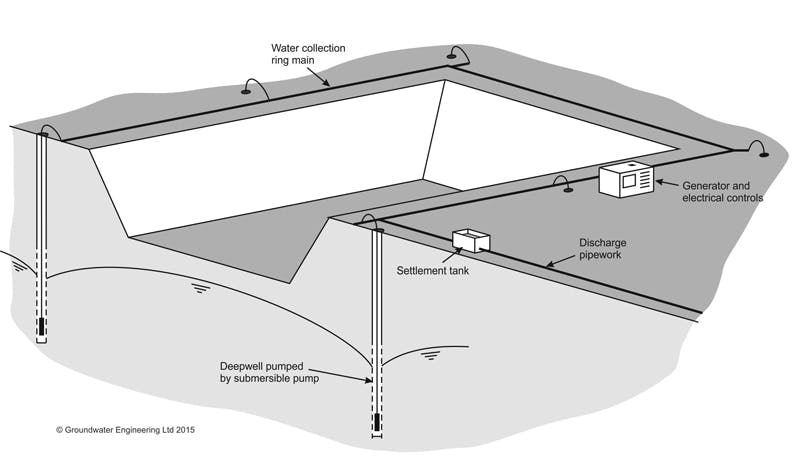 Water collection
ring main
Generator and
electrical controls
Discharge
pipework
Settlement tank
Deepwell pumped
by submersible pump
© Groundwater Engineering Ltd 2015